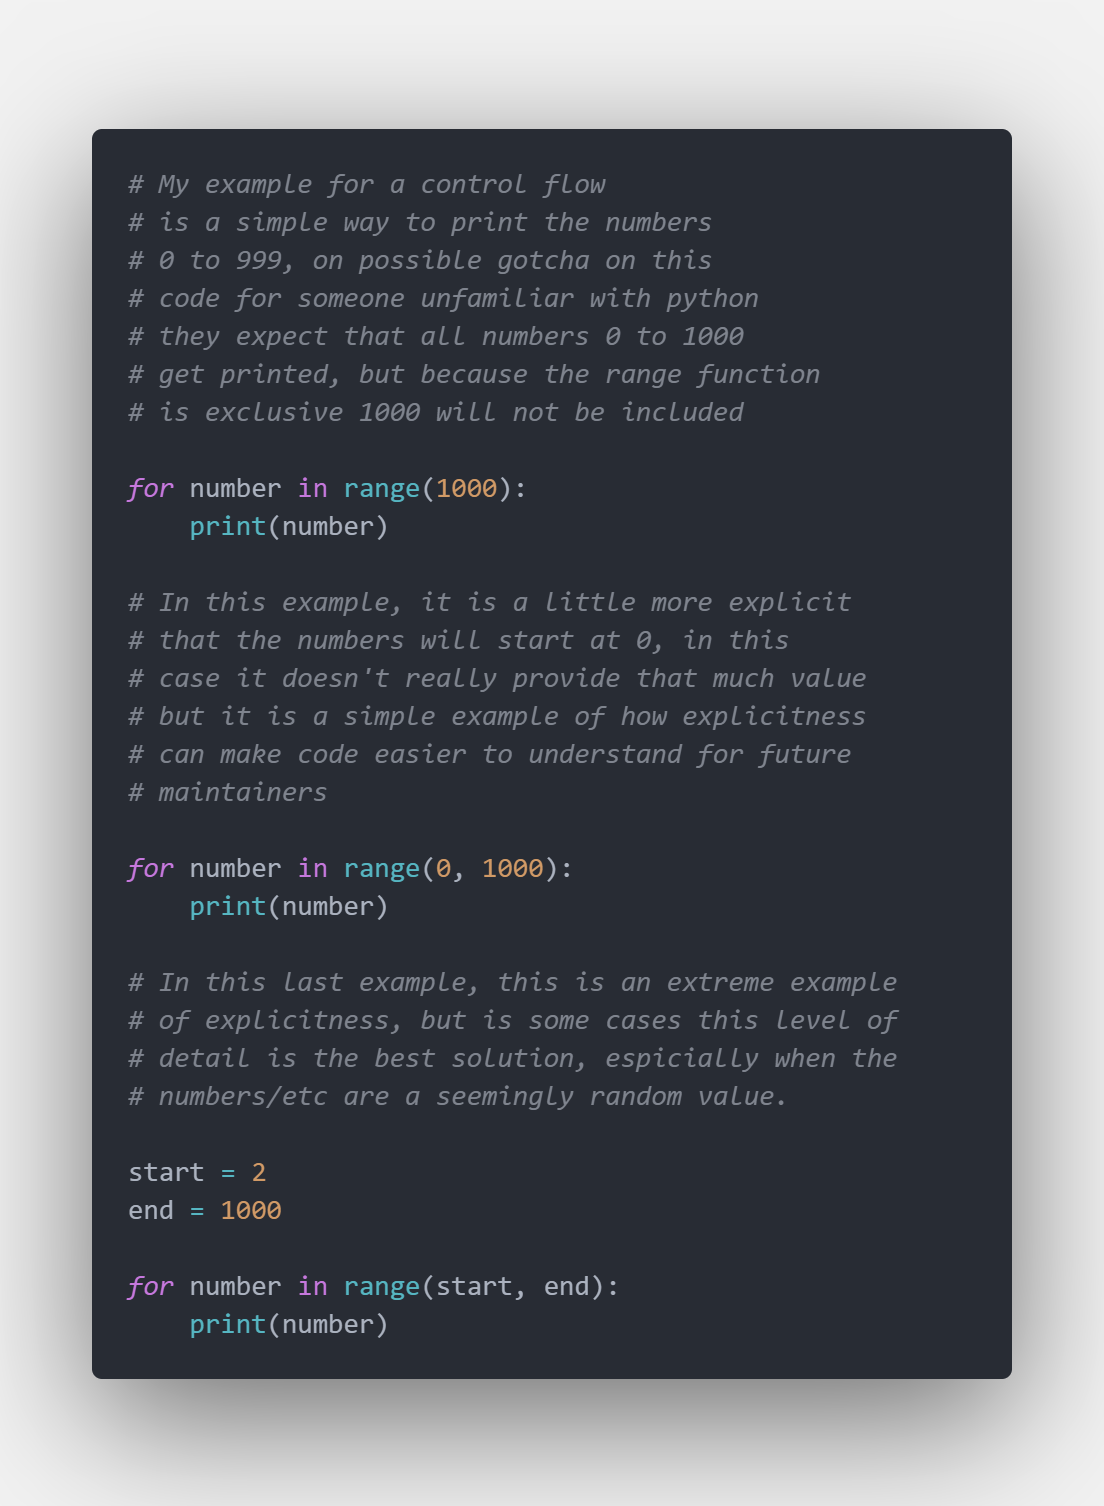 # My example for a control flow
# is a simple way to print the numbers
# 0 to 999, on possible gotcha on this
# code for someone unfamiliar with python
# they expect that all numbers 0 to 1000
# get printed, but because the range function
# is exclusive 1000 will not be included

for number in range(1000):
    print(number)

# In this example, it is a little more explicit
# that the numbers will start at 0, in this
# case it doesn't really provide that much value
# but it is a simple example of how explicitness
# can make code easier to understand for future
# maintainers

for number in range(0, 1000):
    print(number)

# In this last example, this is an extreme example
# of explicitness, but is some cases this level of
# detail is the best solution, espicially when the
# numbers/etc are a seemingly random value.

start = 2
end = 1000

for number in range(start, end):
    print(number)